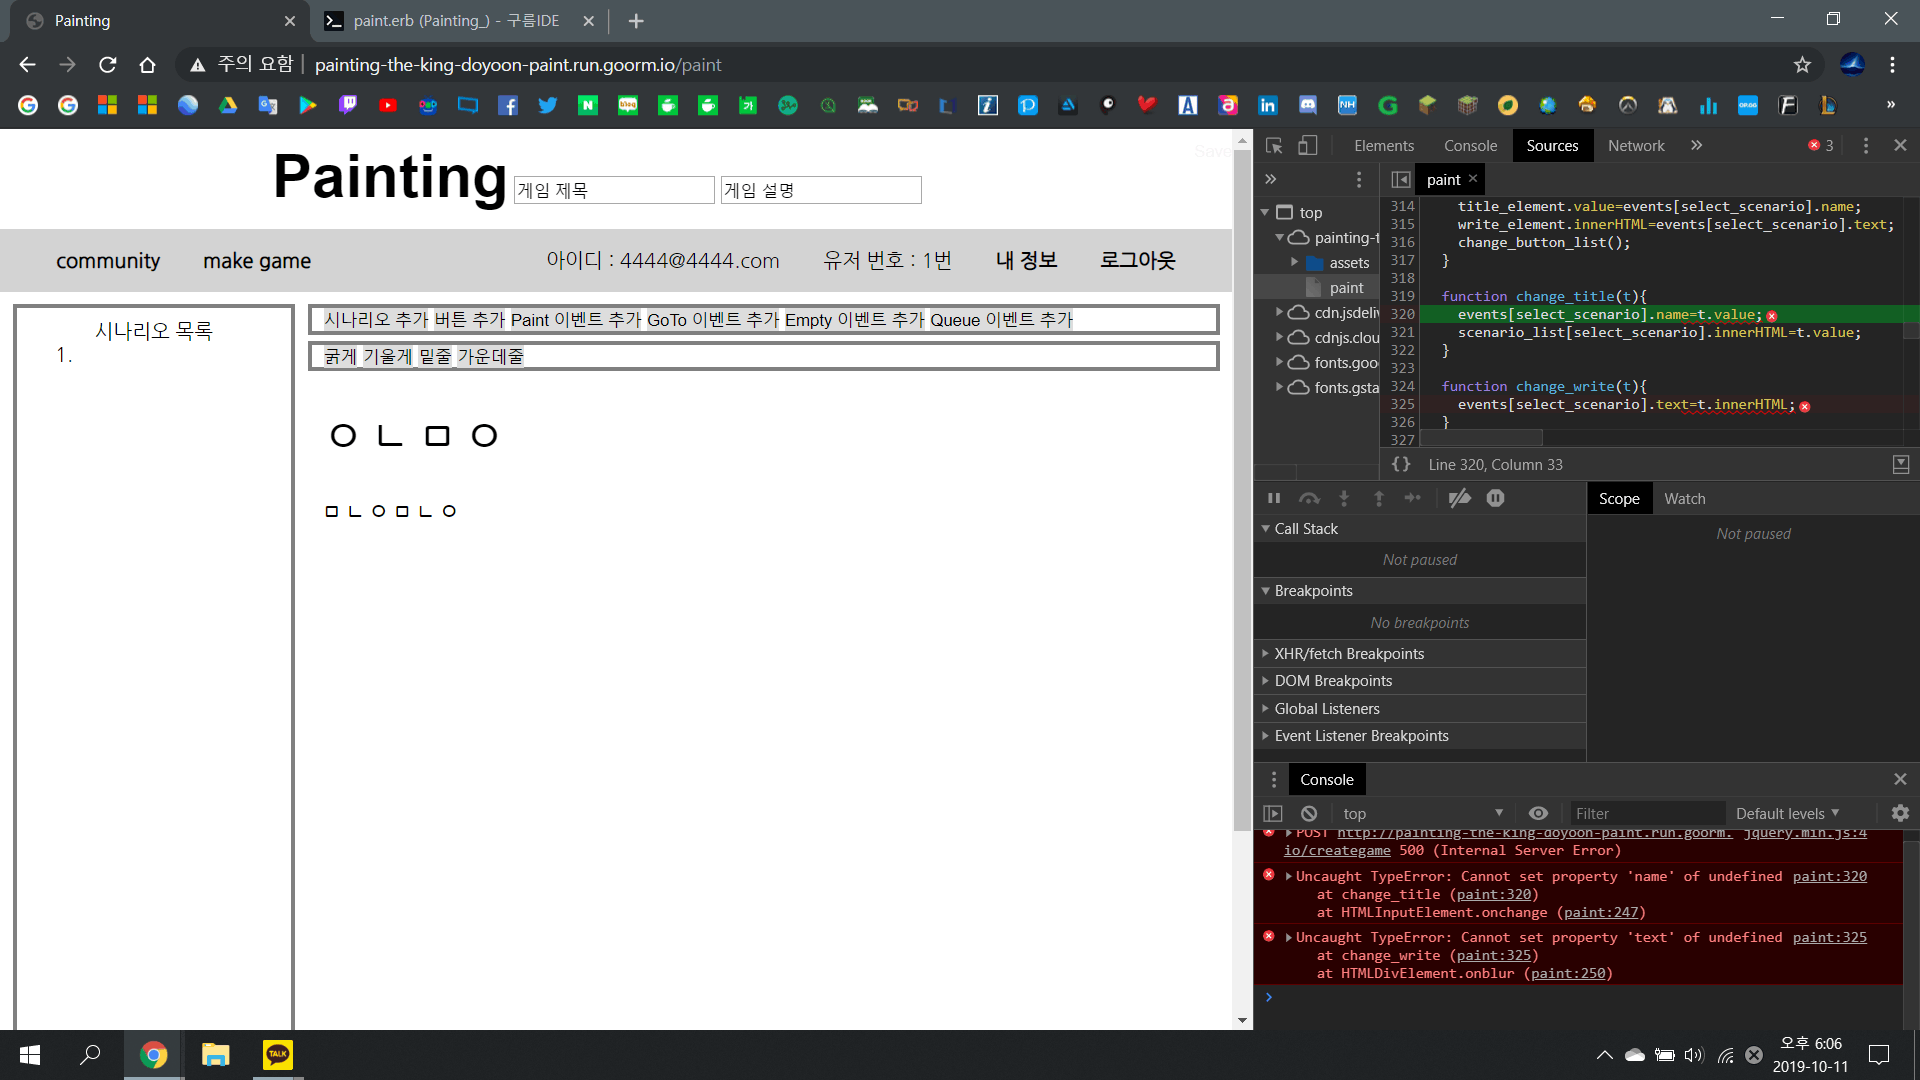 Painting
paint.erb (Painting_) - 구름IDE
주의 요함
painting-the-king-doyoon-paint.run.goorm.io/paint
Painting
게임 제목
게임 설명
Save
community
make game
아이디 : 4444@4444.com
유저 번호 : 1번
내 정보
로그아웃
시나리오 목록
1.
시나리오 추가 버튼 추가 Paint 이벤트 추가 GoTo 이벤트 추가 Empty 이벤트 추가 Queue 이벤트 추가
굵게 기울게 밑줄 가운데줄
ㅇㄴㅁㅇ
ㅁㄴㅇㅁㄴㅇ
Elements Console Sources Network 3
paint
top
painting-t
assets
paint
cdn.jsdeliv
cdnjs.clou
fonts.goo
fonts.gsta
314 title_element.value=events[select_scenario].name;
315 write_element.innerHTML=events[select_scenario].text;
316 change_button_list();
317 }
318
319 function change_title(t){
320 events[select_scenario].name=t.value;
321 scenario_list[select_scenario].innerHTML=t.value;
322 }
323
324 function change_write(t){
325 events[select_scenario].text=t.innerHTML;
326 }
327
{} Line 320, Column 33
Scope Watch
Not paused
Call Stack
Not paused
Breakpoints
No breakpoints
XHR/fetch Breakpoints
DOM Breakpoints
Global Listeners
Event Listener Breakpoints
Console
top Filter Default levels
POST http://painting-the-king-doyoon-paint.run.goorm. jquery.min.js:4
io/creategame 500 (Internal Server Error)
Uncaught TypeError: Cannot set property 'name' of undefined paint:320
at change_title (paint:320)
at HTMLInputElement.onchange (paint:247)
Uncaught TypeError: Cannot set property 'text' of undefined paint:325
at change_write (paint:325)
at HTMLDivElement.onblur (paint:250)
TALK
오후 6:06
2019-10-11